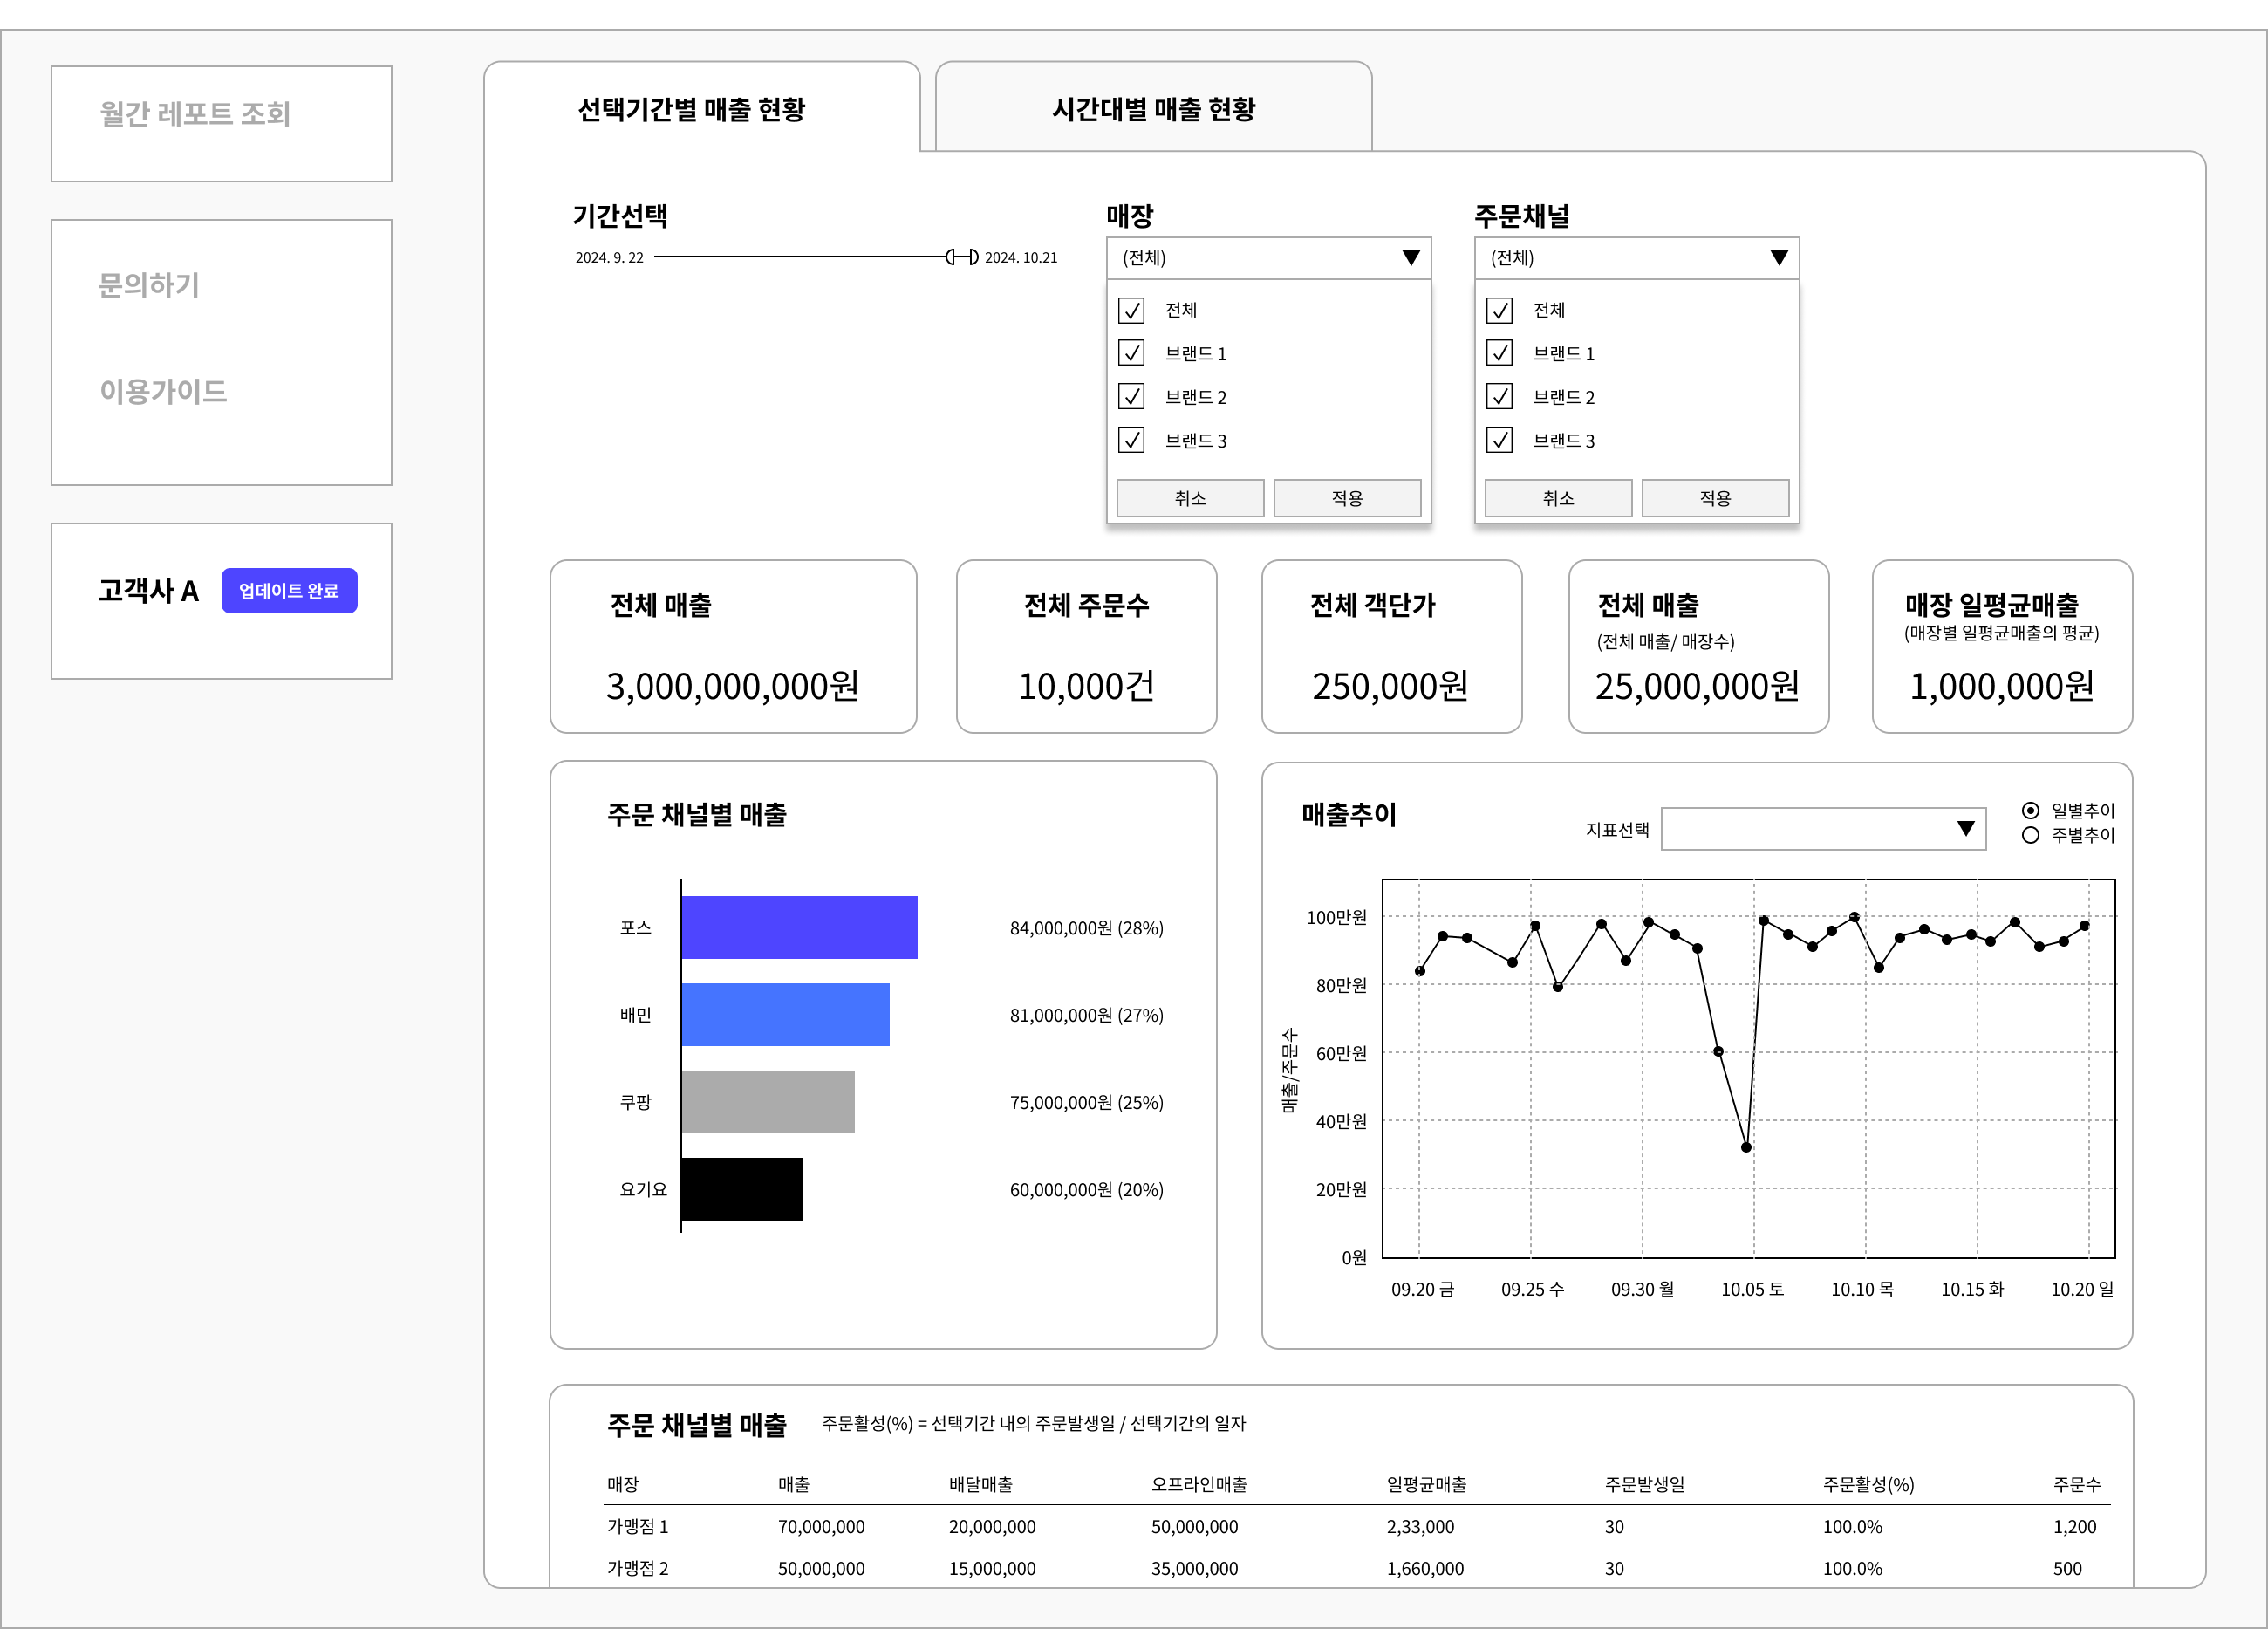 월간 레포트 조회
문의하기
이용가이드
고객사 A 업데이트 완료
선택기간별 매출 현황
시간대별 매출 현황
기간선택
2024. 9. 22
2024. 10.21
매장
(전체)
전체
브랜드 1
브랜드 2
브랜드 3
취소 적용
주문채널
(전체)
전체
브랜드 1
브랜드 2
브랜드 3
취소 적용
전체 매출
3,000,000,000원
전체 주문수
10,000건
전체 객단가
250,000원
전체 매출
(전체 매출/ 매장수)
25,000,000원
매장 일평균매출
(매장별 일평균매출의 평균)
1,000,000원
주문 채널별 매출
포스 84,000,000원 (28%)
배민 81,000,000원 (27%)
쿠팡 75,000,000원 (25%)
요기요 60,000,000원 (20%)
매출추이
지표선택
일별추이
주별추이
매출/주문수
100만원
80만원
60만원
40만원
20만원
0원
09.20 금 09.25 수 09.30 월 10.05 토 10.10 목 10.15 화 10.20 일
주문 채널별 매출 주문활성(%) = 선택기간 내의 주문발생일 / 선택기간의 일자
매장 매출 배달매출 오프라인매출 일평균매출 주문발생일 주문활성(%) 주문수
가맹점 1 70,000,000 20,000,000 50,000,000 2,33,000 30 100.0% 1,200
가맹점 2 50,000,000 15,000,000 35,000,000 1,660,000 30 100.0% 500